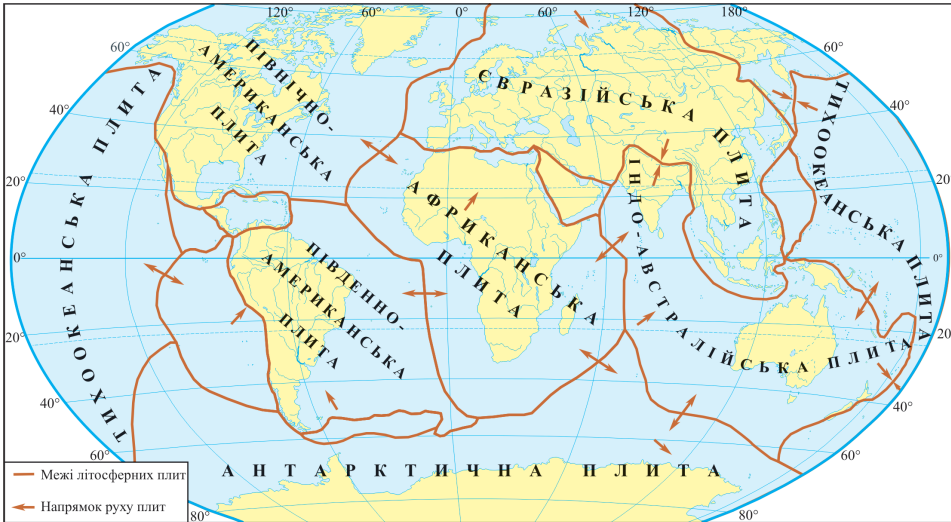 120°
0°
60°
120°
180°
60°
60°
40°
40°
20°
20°
0°
0°
20°
20°
40°
40°
60°
60°
80°
80°
ТИХООКЕАНСЬКА ПЛИТА
ПІВНІЧНО-
АМЕРИКАНСЬКА
ПЛИТА
ЄВРАЗІЙСЬКА ПЛИТА
ТИХООКЕАНСЬКА ПЛИТА
АФРИКАНСЬКА
ПЛИТА
ІНДО-АВСТРАЛІЙСЬКА ПЛИТА
ПІВДЕННО-
АМЕРИКАНСЬКА
ПЛИТА
АНТАРКТИЧНА ПЛИТА
Межі літосферних плит
Напрямок руху плит